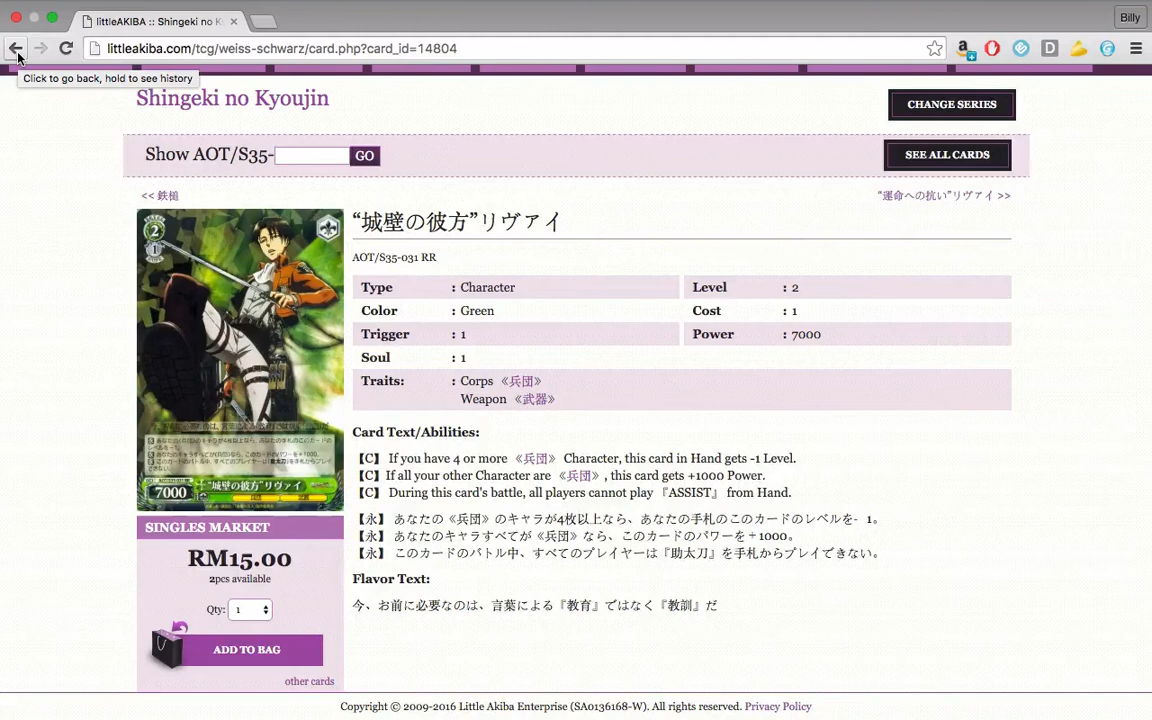 littleAKIBA :: Shingeki no K
Billy
littleakiba.com/tcg/weiss-schwarz/card.php?card_id=14804
Click to go back, hold to see history
Shingeki no Kyoujin
CHANGE SERIES
Show AOT/S35-
GO
SEE ALL CARDS
<< 鉄槌
“運命への抗い”リヴァイ >>
“城壁の彼方”リヴァイ
AOT/S35-031 RR
Type : Character
Level : 2
Color : Green
Cost : 1
Trigger : 1
Power : 7000
Soul : 1
Traits: : Corps 《兵団》
Weapon 《武器》
Card Text/Abilities:
【C】 If you have 4 or more 《兵団》 Character, this card in Hand gets -1 Level.
【C】 If all your other Character are 《兵団》, this card gets +1000 Power.
【C】 During this card's battle, all players cannot play 『ASSIST』 from Hand.
【永】 あなたの《兵団》のキャラが4枚以上なら、あなたの手札のこのカードのレベルを- 1。
【永】 あなたのキャラすべてが《兵団》なら、このカードのパワーを＋1000。
【永】 このカードのバトル中、すべてのプレイヤーは『助太刀』を手札からプレイできない。
Flavor Text:
今、お前に必要なのは、言葉による『教育』ではなく『教訓』だ
2
1
7000
“城壁の彼方”リヴァイ
SINGLES MARKET
RM15.00
2pcs available
Qty: 1
ADD TO BAG
other cards
Copyright © 2009-2016 Little Akiba Enterprise (SA0136168-W). All rights reserved. Privacy Policy